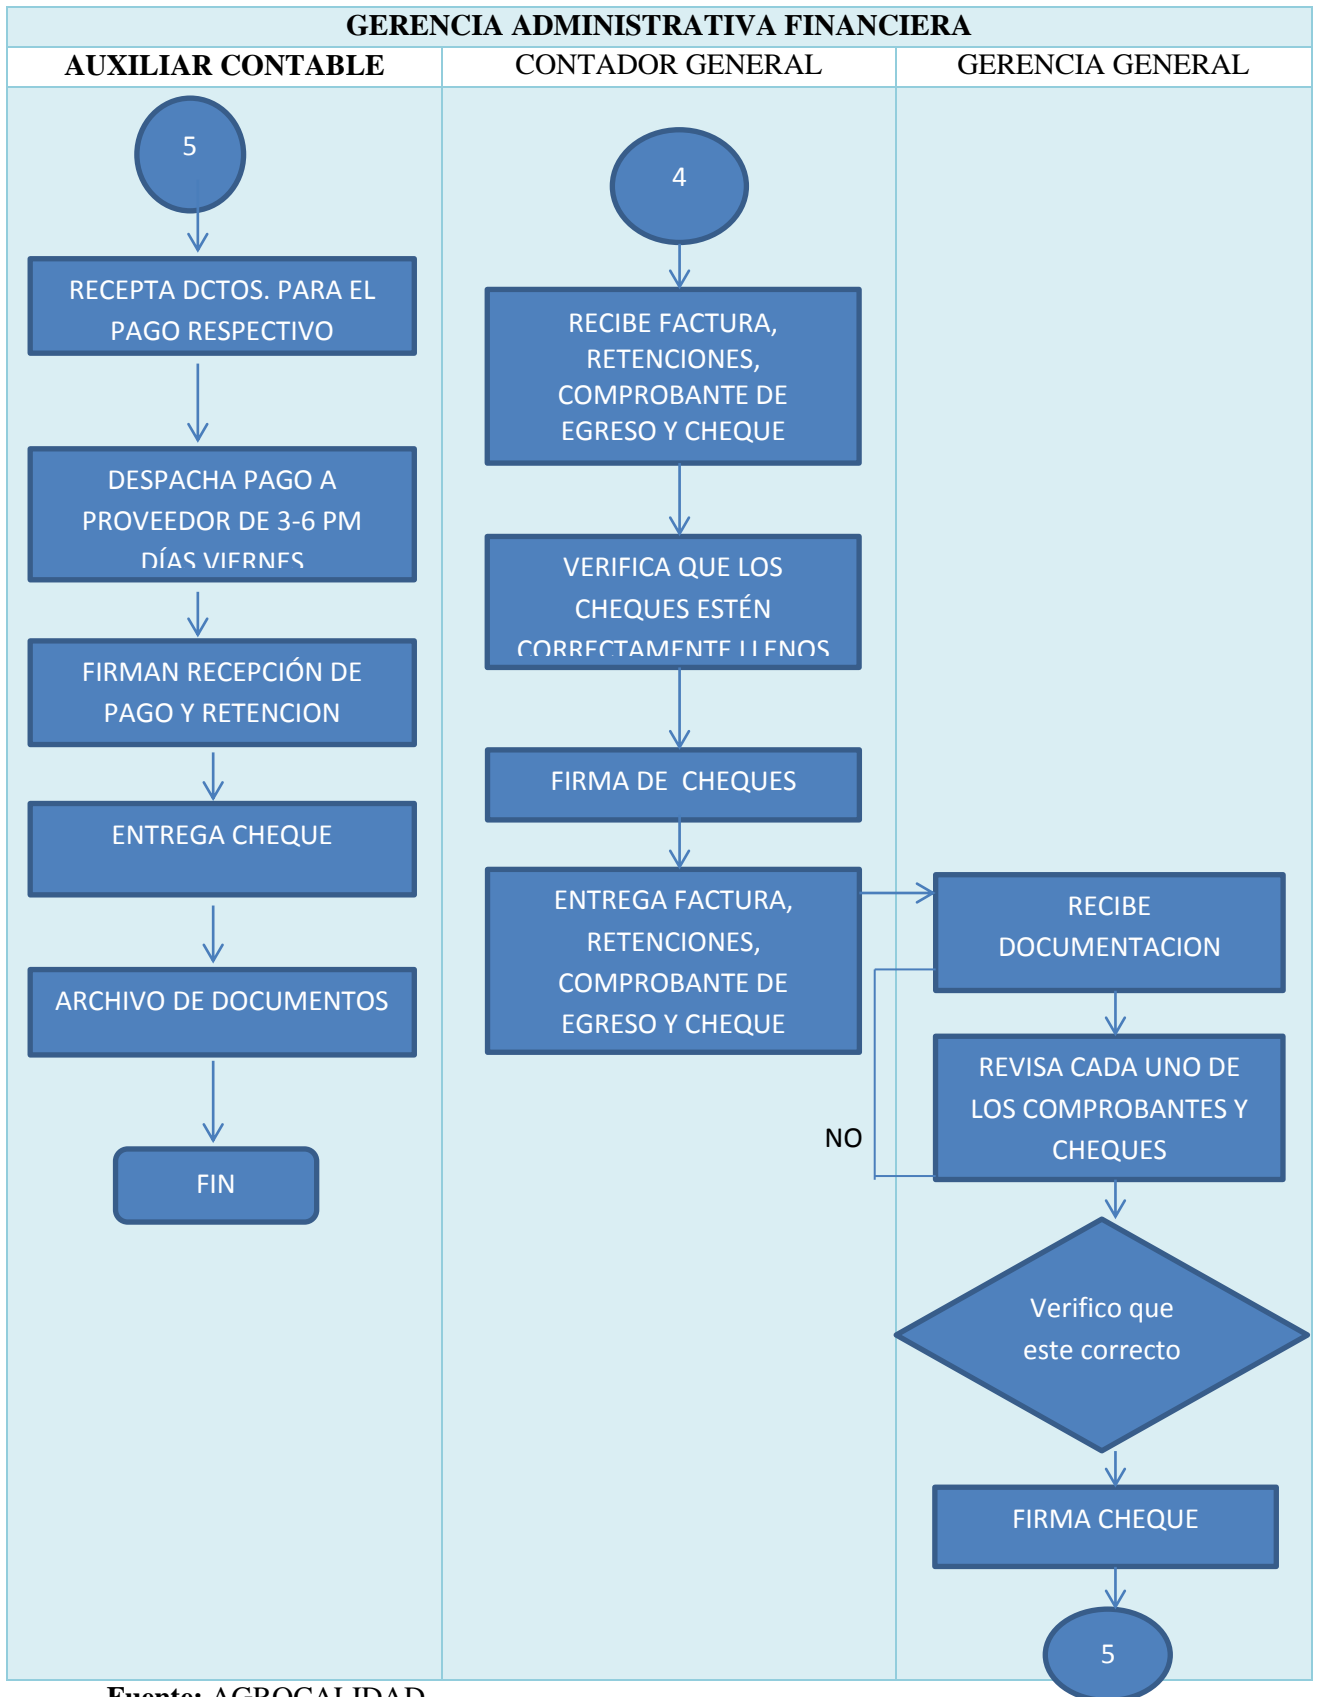 GERENCIA ADMINISTRATIVA FINANCIERA
AUXILIAR CONTABLE
CONTADOR GENERAL
GERENCIA GENERAL
5
RECEPTA DCTOS. PARA EL
PAGO RESPECTIVO
DESPACHA PAGO A
PROVEEDOR DE 3-6 PM
DÍAS VIERNES
FIRMAN RECEPCIÓN DE
PAGO Y RETENCION
ENTREGA CHEQUE
ARCHIVO DE DOCUMENTOS
FIN
4
RECIBE FACTURA,
RETENCIONES,
COMPROBANTE DE
EGRESO Y CHEQUE
VERIFICA QUE LOS
CHEQUES ESTÉN
CORRECTAMENTE LLENOS
FIRMA DE CHEQUES
ENTREGA FACTURA,
RETENCIONES,
COMPROBANTE DE
EGRESO Y CHEQUE
RECIBE
DOCUMENTACION
REVISA CADA UNO DE
LOS COMPROBANTES Y
CHEQUES
NO
Verifico que
este correcto
FIRMA CHEQUE
5
Fuente: AGROCALIDAD